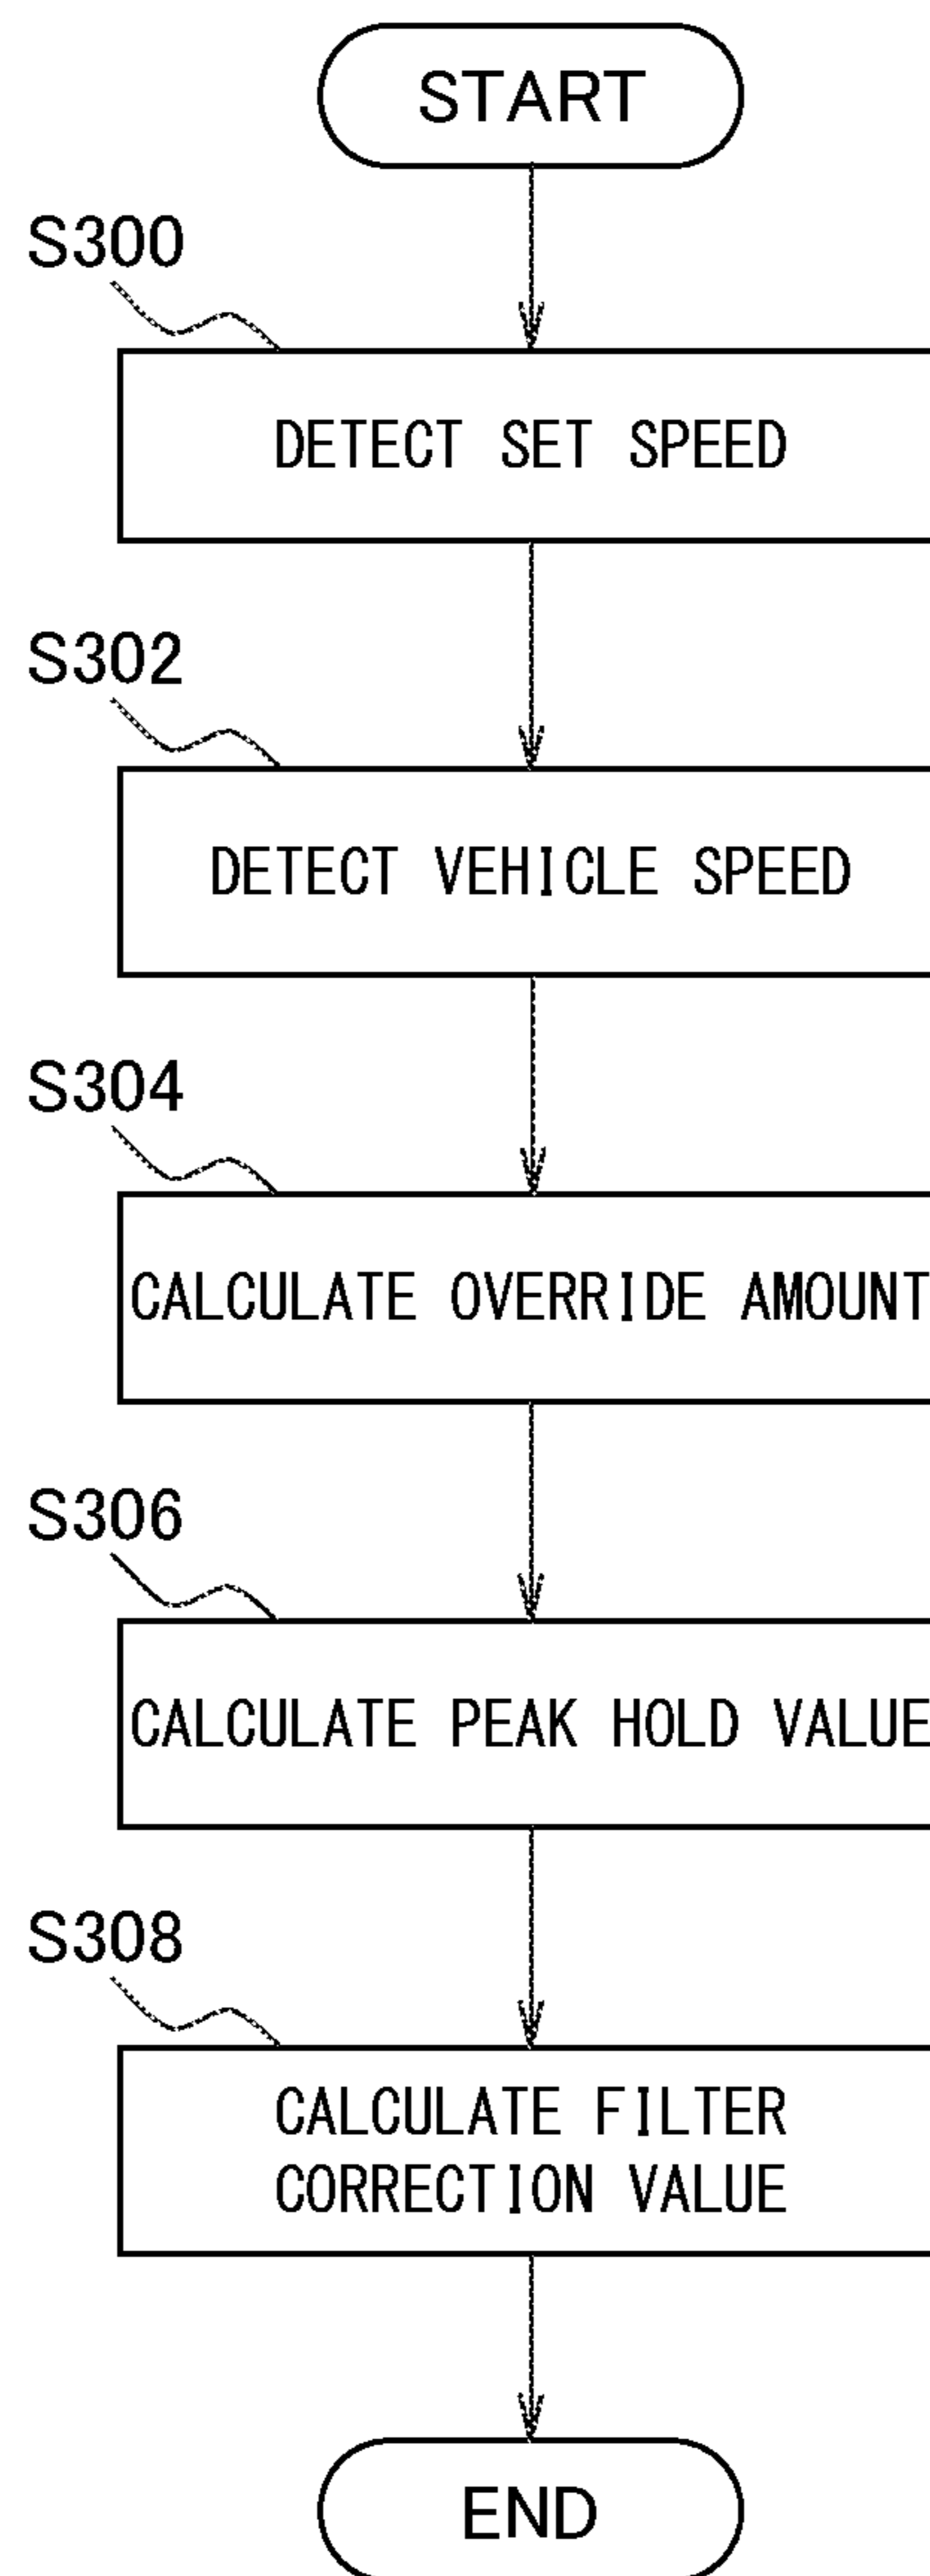 START
S300
DETECT SET SPEED
S302
DETECT VEHICLE SPEED
S304
CALCULATE OVERRIDE AMOUNT
S306
CALCULATE PEAK HOLD VALUE
S308
CALCULATE FILTER
CORRECTION VALUE
END